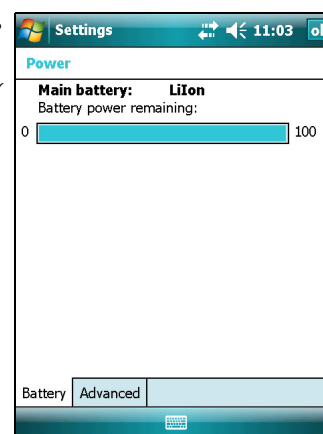 Settings 11:03 ok
Power
Main battery: LiIon
Battery power remaining:
0 100
Battery Advanced